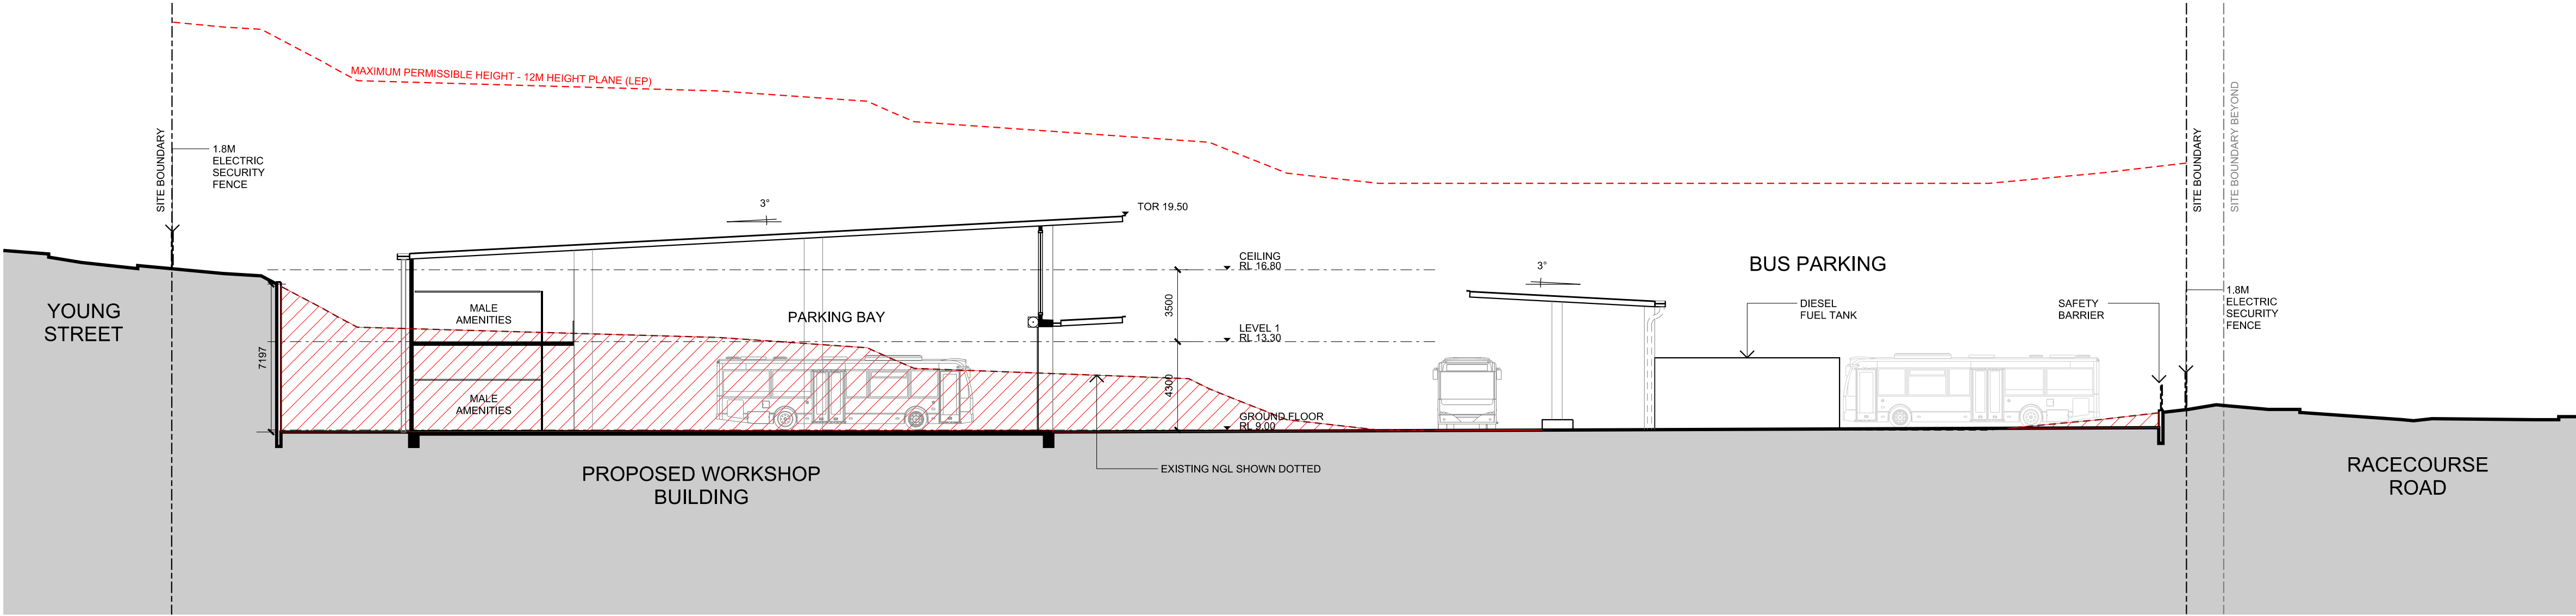 MAXIMUM PERMISSIBLE HEIGHT - 12M HEIGHT PLANE (LEP)
SITE BOUNDARY
1.8M
ELECTRIC
SECURITY
FENCE
3°
TOR 19.50
CEILING
RL 16.80
3500
LEVEL 1
RL 13.30
4300
GROUND FLOOR
RL 9.00
YOUNG
STREET
7197
MALE
AMENITIES
MALE
AMENITIES
PARKING BAY
PROPOSED WORKSHOP
BUILDING
EXISTING NGL SHOWN DOTTED
3°
BUS PARKING
DIESEL
FUEL TANK
SAFETY
BARRIER
SITE BOUNDARY
SITE BOUNDARY BEYOND
1.8M
ELECTRIC
SECURITY
FENCE
RACECOURSE
ROAD